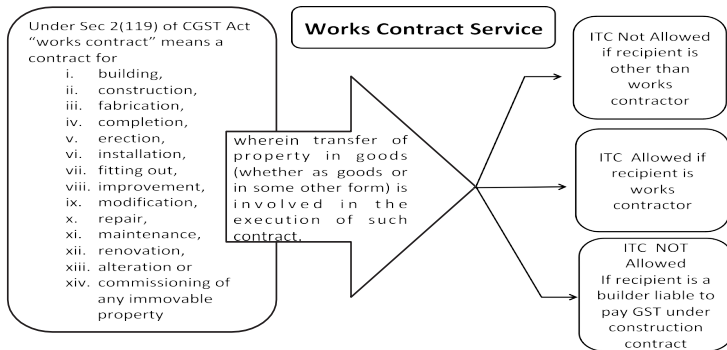 Works Contract Service
Under Sec 2(119) of CGST Act
“works contract” means a
contract for
i. building,
ii. construction,
iii. fabrication,
iv. completion,
v. erection,
vi. installation,
vii. fitting out,
viii. improvement,
ix. modification,
x. repair,
xi. maintenance,
xii. renovation,
xiii. alteration or
xiv. commissioning of
any immovable
property
wherein transfer of
property in goods
(whether as goods or
in some other form) is
involved in the
execution of such
contract,
ITC Not Allowed
if recipient is
other than
works
contractor
ITC Allowed if
recipient is
works
contractor
ITC NOT
Allowed
If recipient is a
builder liable to
pay GST under
construction
contract